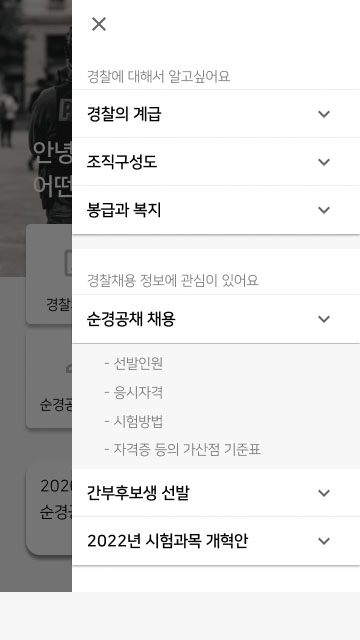 경찰에 대해서 알고싶어요
경찰의 계급
조직구성도
봉급과 복지
경찰채용 정보에 관심이 있어요
순경공채 채용
- 선발인원
- 응시자격
- 시험방법
- 자격증 등의 가산점 기준표
간부후보생 선발
2022년 시험과목 개혁안
안녕
어떤
경찰
순경공
2020
순경